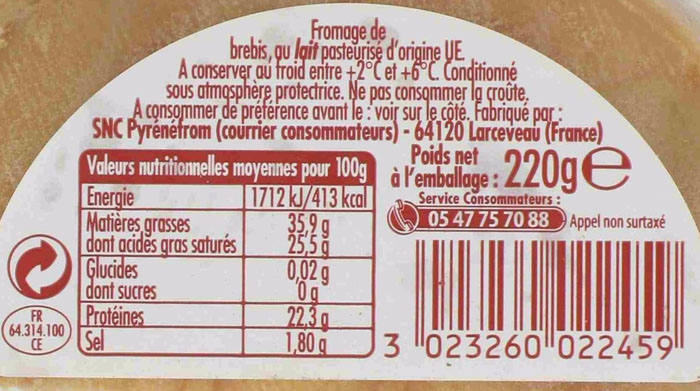 Fromage de
brebis, au lait pasteurisé d'origine UE.
A conserver au froid entre +2°C et +6°C. Conditionné
sous atmosphère protectrice. Ne pas consommer la croûte.
A consommer de préférence avant le : voir sur le côté. Fabriqué par :
SNC Pyrénéfrom (courrier consommateurs) - 64120 Larceveau (France)
Valeurs nutritionnelles moyennes pour 100g
Energie 1712 kJ/413 kcal
Matières grasses 35,9 g
dont acides gras saturés 25,5 g
Glucides 0,02 g
dont sucres 0 g
Protéines 22,3 g
Sel 1,80 g
Poids net
à l'emballage : 220g e
Service Consommateurs :
05 47 75 70 88 Appel non surtaxé
FR
64.314.100
CE
3 023260 022459